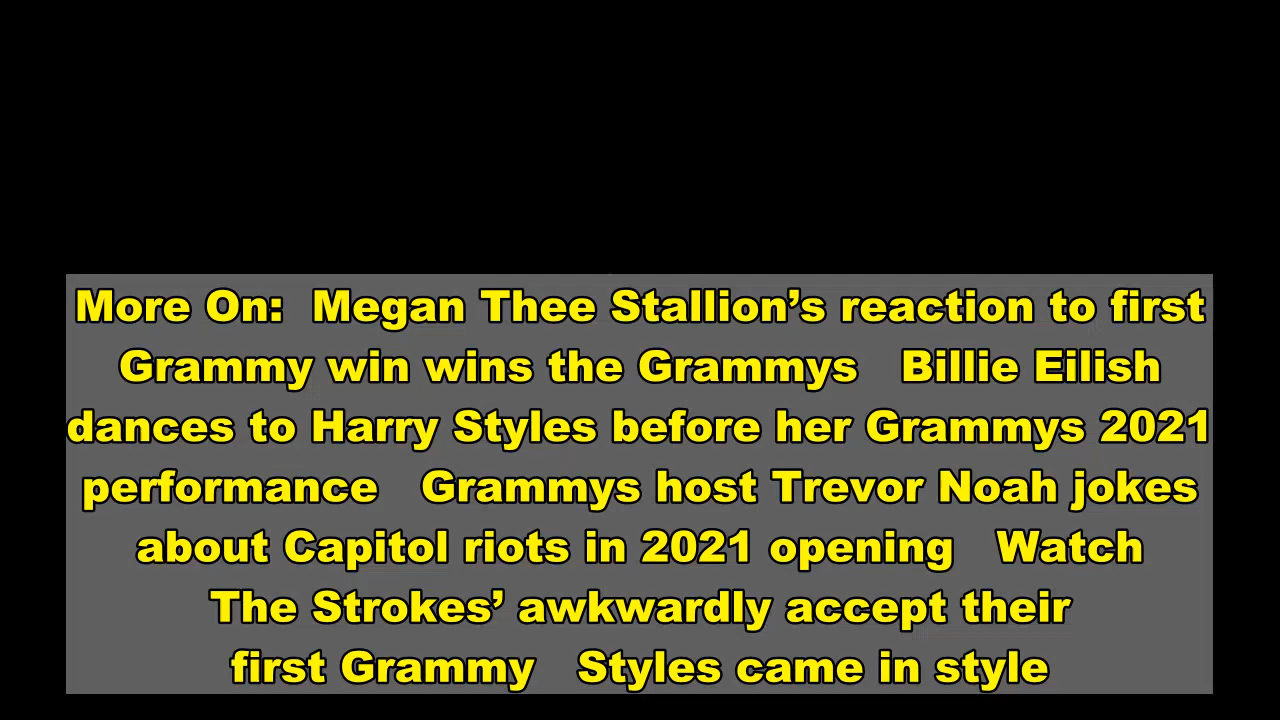 More On:  Megan Thee Stallion’s reaction to first
Grammy win wins the Grammys   Billie Eilish
dances to Harry Styles before her Grammys 2021
performance   Grammys host Trevor Noah jokes
about Capitol riots in 2021 opening   Watch
The Strokes’ awkwardly accept their
first Grammy   Styles came in style